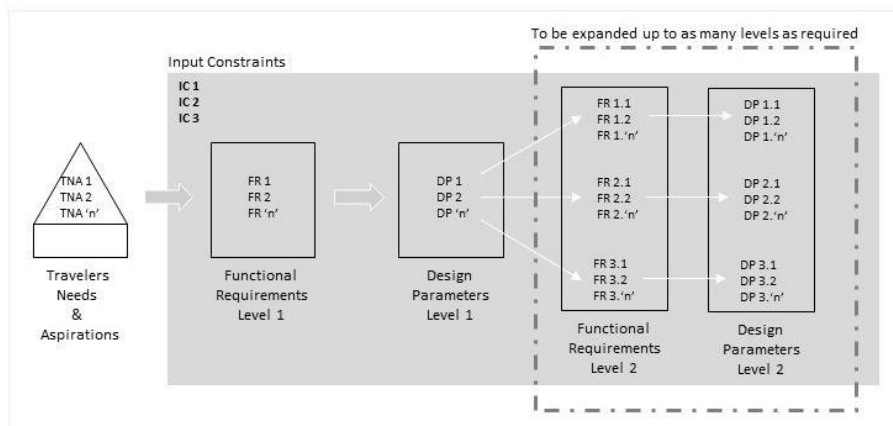 To be expanded up to as many levels as required
Input Constraints
IC 1
IC 2
IC 3
TNA 1
TNA 2
TNA ‘n’
Travelers
Needs
&
Aspirations
FR 1
FR 2
FR ‘n’
Functional
Requirements
Level 1
DP 1
DP 2
DP ‘n’
Design
Parameters
Level 1
FR 1.1
FR 1.2
FR 1.‘n’
FR 2.1
FR 2.2
FR 2.‘n’
FR 3.1
FR 3.2
FR 3.‘n’
Functional
Requirements
Level 2
DP 1.1
DP 1.2
DP 1.‘n’
DP 2.1
DP 2.2
DP 2.‘n’
DP 3.1
DP 3.2
DP 3.‘n’
Design
Parameters
Level 2